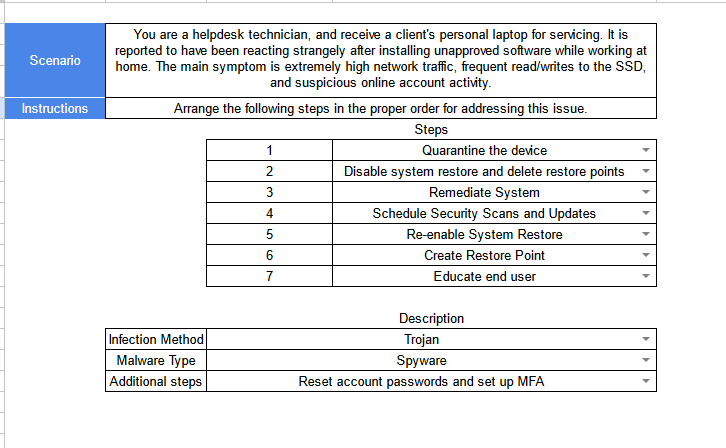 Scenario
You are a helpdesk technician, and receive a client's personal laptop for servicing. It is
reported to have been reacting strangely after installing unapproved software while working at
home. The main symptom is extremely high network traffic, frequent read/writes to the SSD,
and suspicious online account activity.
Instructions
Arrange the following steps in the proper order for addressing this issue.
Steps
1 Quarantine the device
2 Disable system restore and delete restore points
3 Remediate System
4 Schedule Security Scans and Updates
5 Re-enable System Restore
6 Create Restore Point
7 Educate end user
Description
Infection Method Trojan
Malware Type Spyware
Additional steps Reset account passwords and set up MFA